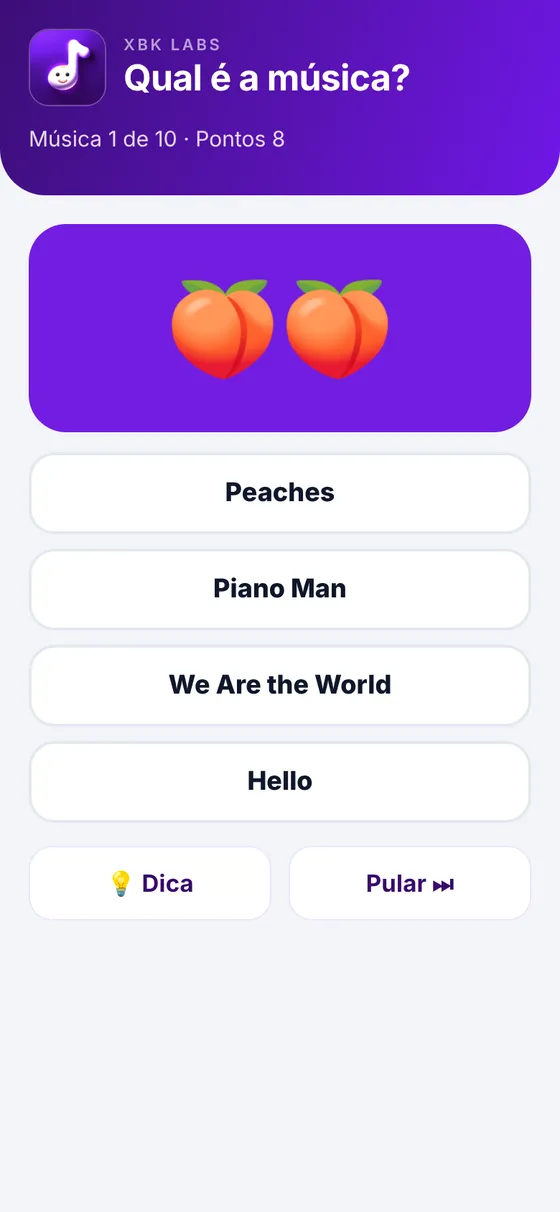 XBK LABS
Qual é a música?
Música 1 de 10 · Pontos 8
Peaches
Piano Man
We Are the World
Hello
💡 Dica
Pular ⏭